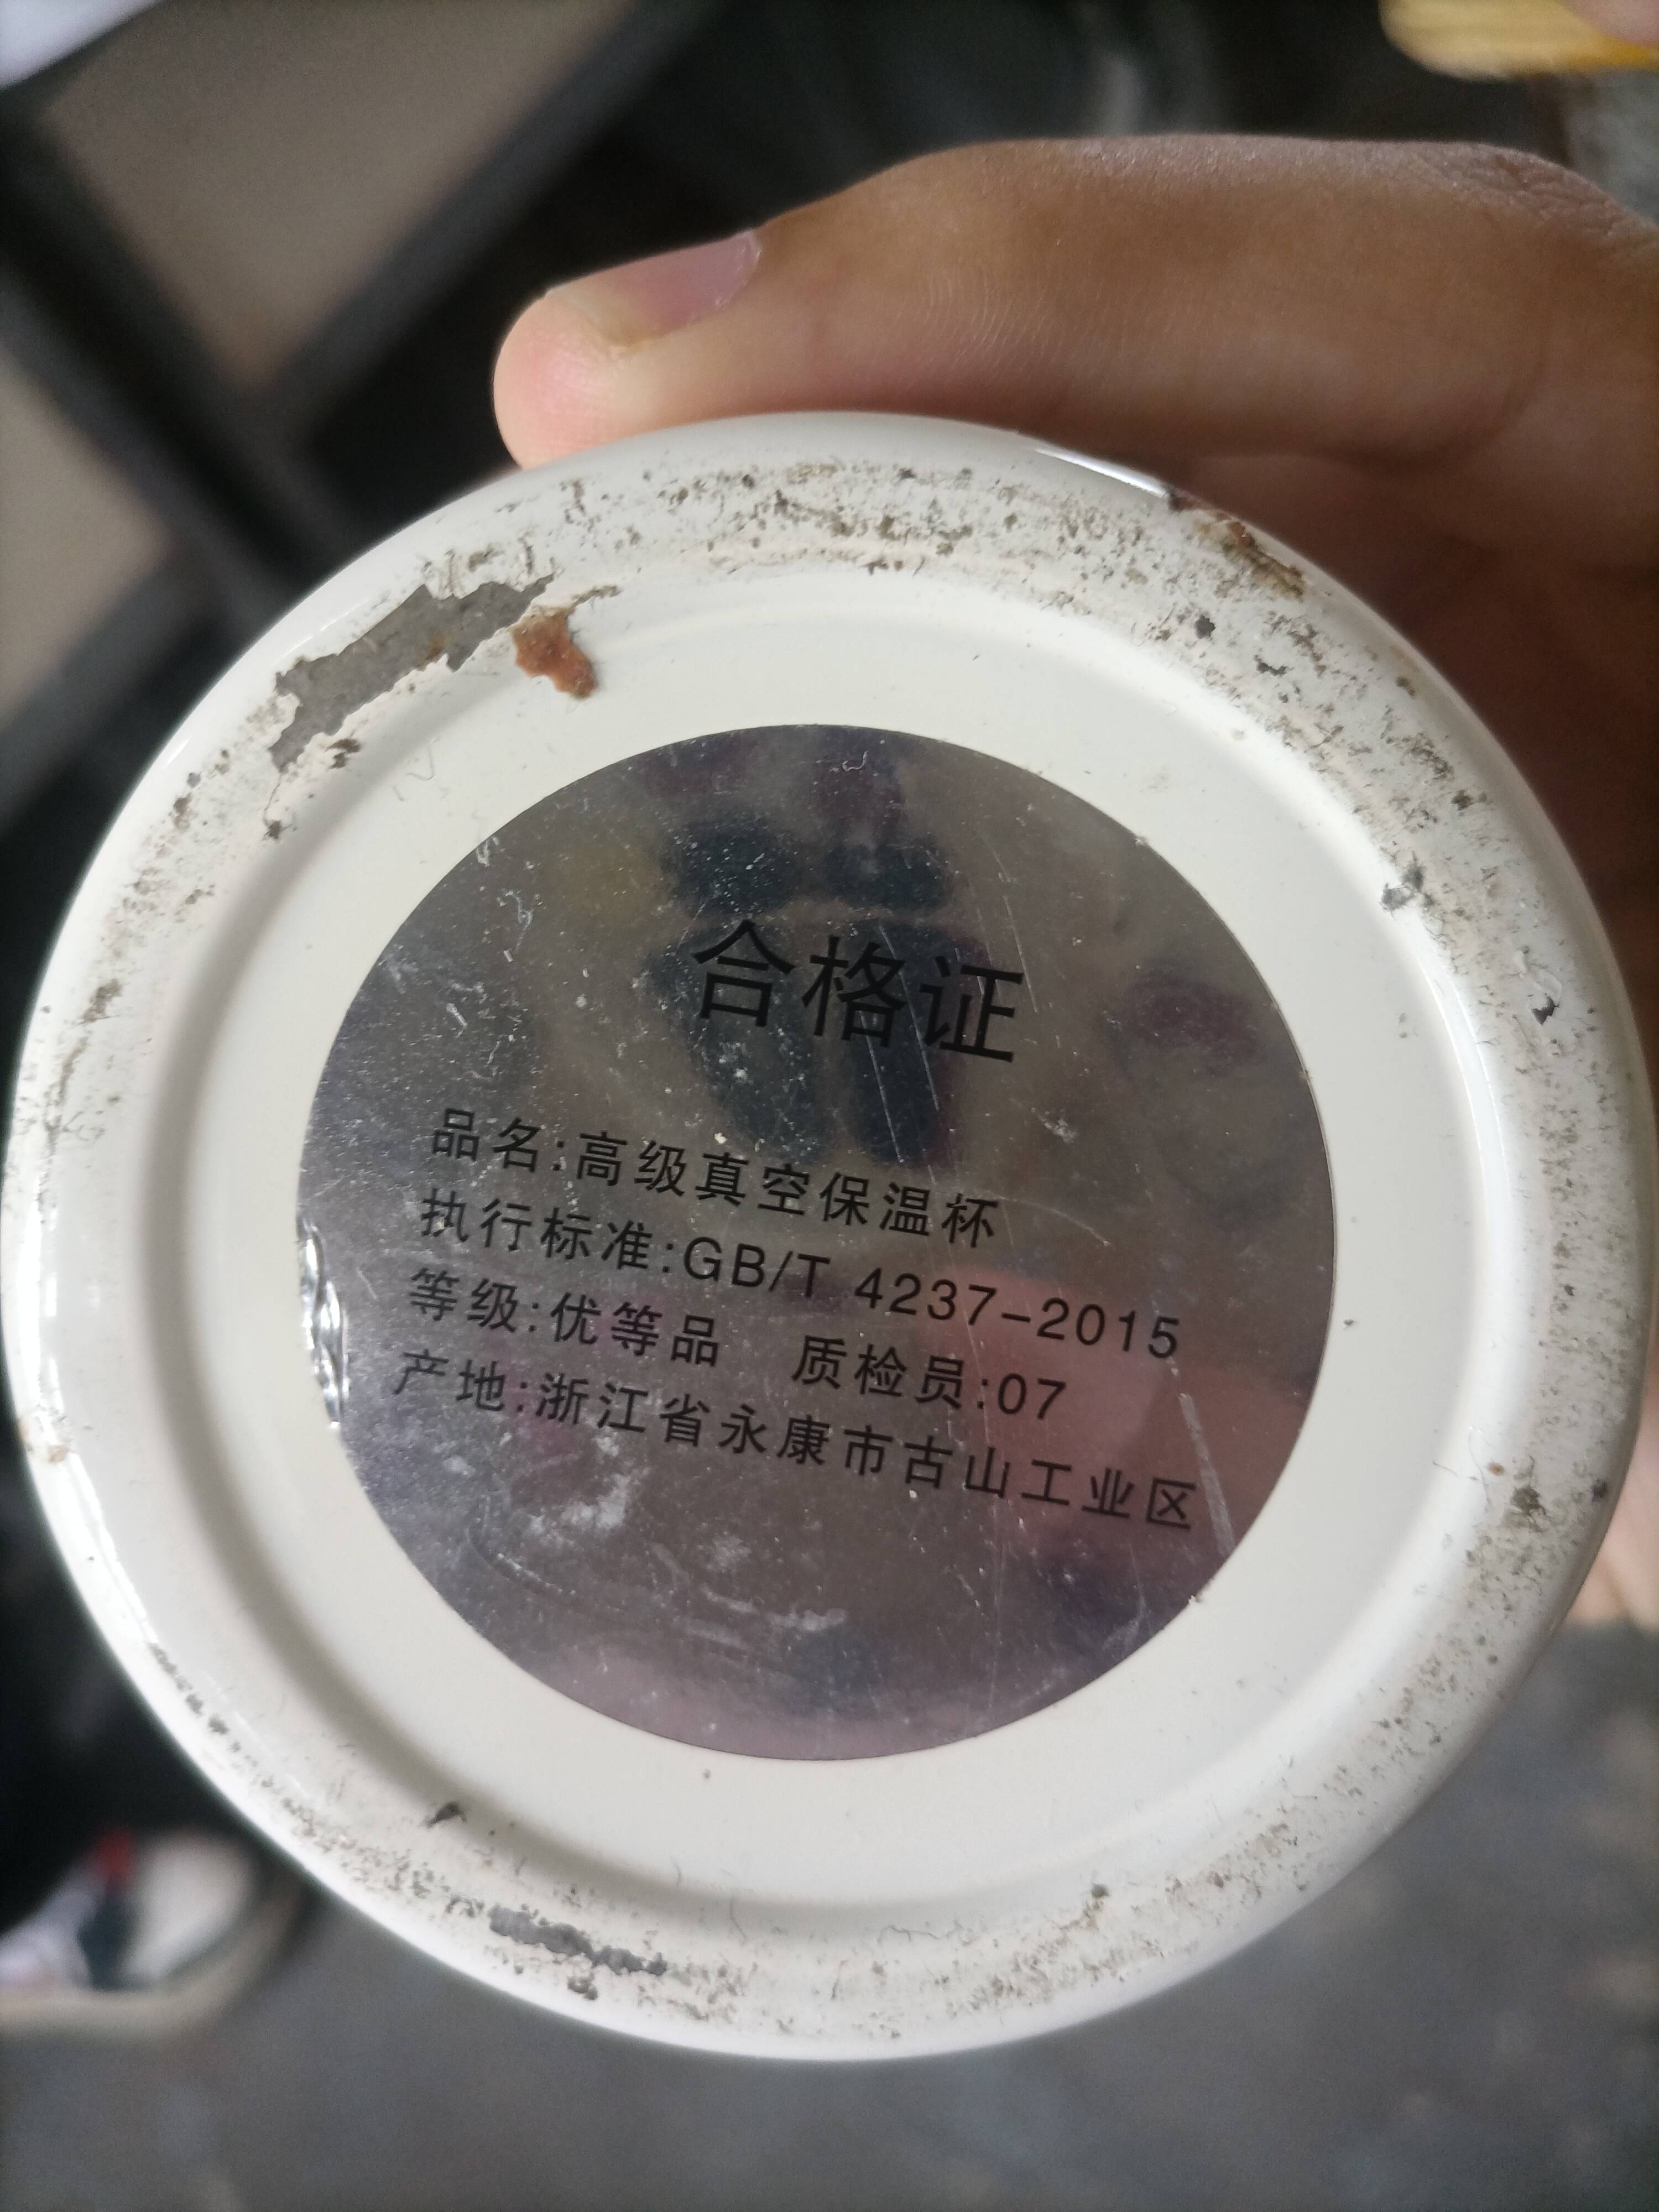 合格证
品名:高级真空保温杯
执行标准:GB/T 4237-2015
等级:优等品 质检员:07
产地:浙江省永康市古山工业区